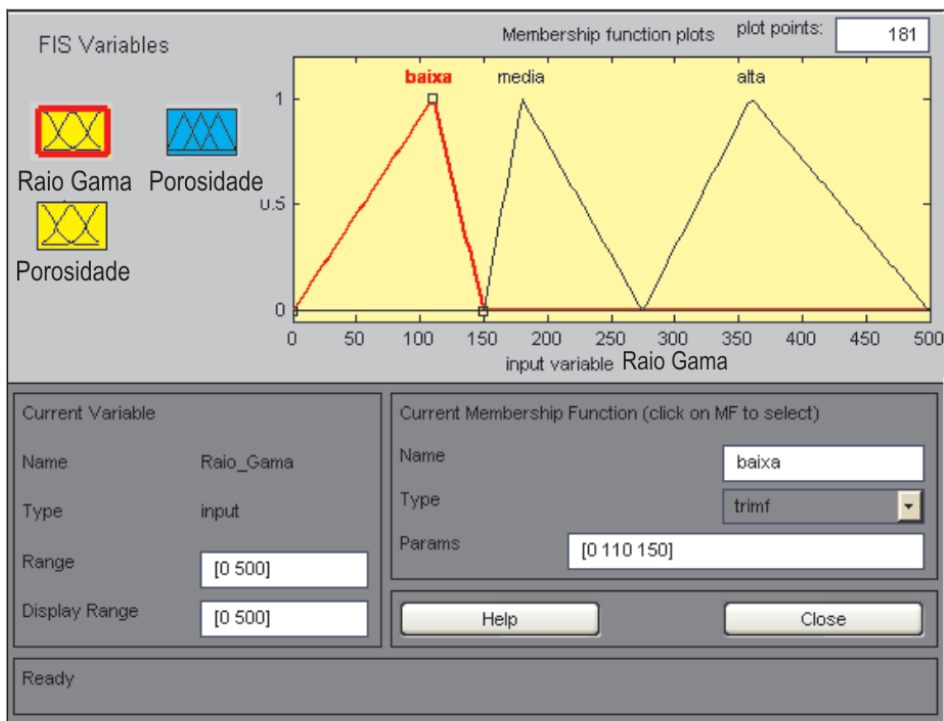 FIS Variables
Membership function plots
plot points:
181
Raio Gama
Porosidade
Porosidade
baixa
media
alta
1
0.5
0
0 50 100 150 200 250 300 350 400 450 500
input variable Raio Gama
Current Variable
Name Raio_Gama
Type input
Range [0 500]
Display Range [0 500]
Current Membership Function (click on MF to select)
Name baixa
Type trimf
Params [0 110 150]
Help
Close
Ready